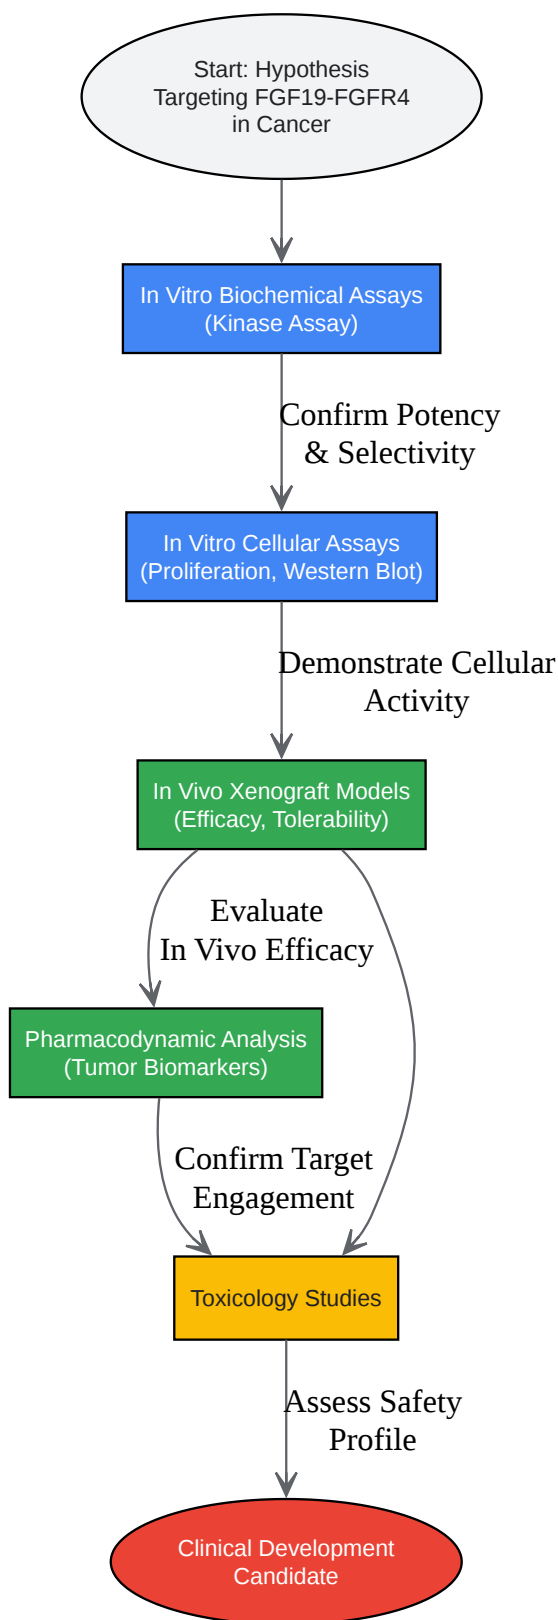 Start: Hypothesis
Targeting FGF19-FGFR4
in Cancer
In Vitro Biochemical Assays
(Kinase Assay)
Confirm Potency
& Selectivity
In Vitro Cellular Assays
(Proliferation, Western Blot)
Demonstrate Cellular
Activity
In Vivo Xenograft Models
(Efficacy, Tolerability)
Evaluate
In Vivo Efficacy
Pharmacodynamic Analysis
(Tumor Biomarkers)
Confirm Target
Engagement
Toxicology Studies
Assess Safety
Profile
Clinical Development
Candidate